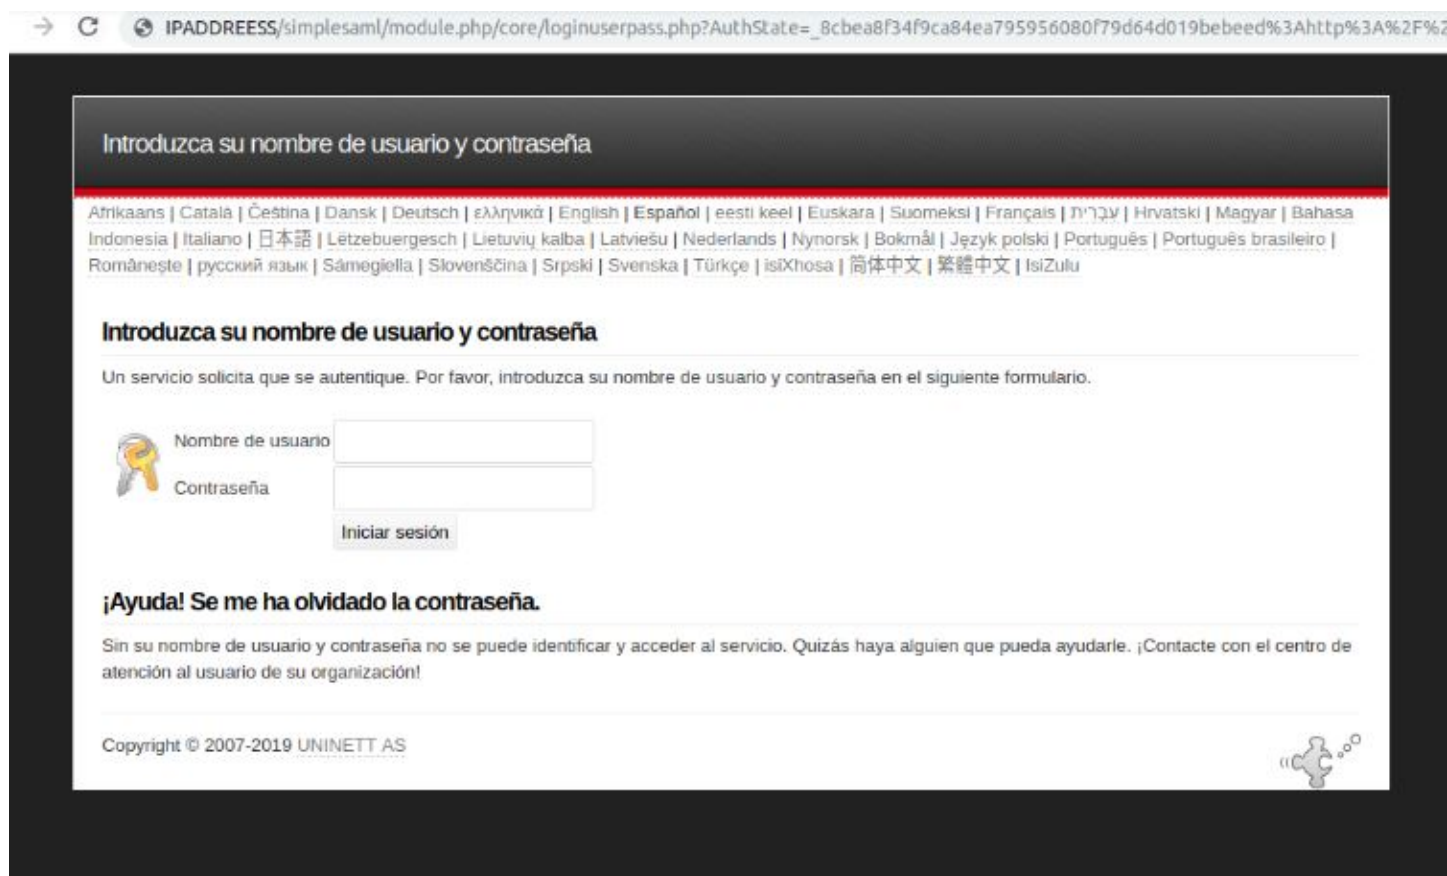 IPADDREESS/simplesaml/module.php/core/loginuserpass.php?AuthState=_8cbea8f34f9ca84ea795956080f79d64d019bebeed%3Ahttp%3A%2F%2
Introduzca su nombre de usuario y contraseña
Afrikaans | Català | Čeština | Dansk | Deutsch | ελληνικά | English | Español | eesti keel | Euskara | Suomeksi | Français | עִבְרִית | Hrvatski | Magyar | Bahasa
Indonesia | Italiano | 日本語 | Lëtzebuergesch | Lietuvių kalba | Latviešu | Nederlands | Nynorsk | Bokmål | Język polski | Português | Português brasileiro |
Românește | русский язык | Sámegiella | Slovenščina | Srpski | Svenska | Türkçe | isiXhosa | 简体中文 | 繁體中文 | IsiZulu
Introduzca su nombre de usuario y contraseña
Un servicio solicita que se autentique. Por favor, introduzca su nombre de usuario y contraseña en el siguiente formulario.
Nombre de usuario
Contraseña
Iniciar sesión
¡Ayuda! Se me ha olvidado la contraseña.
Sin su nombre de usuario y contraseña no se puede identificar y acceder al servicio. Quizás haya alguien que pueda ayudarle. ¡Contacte con el centro de
atención al usuario de su organización!
Copyright © 2007-2019 UNINETT AS